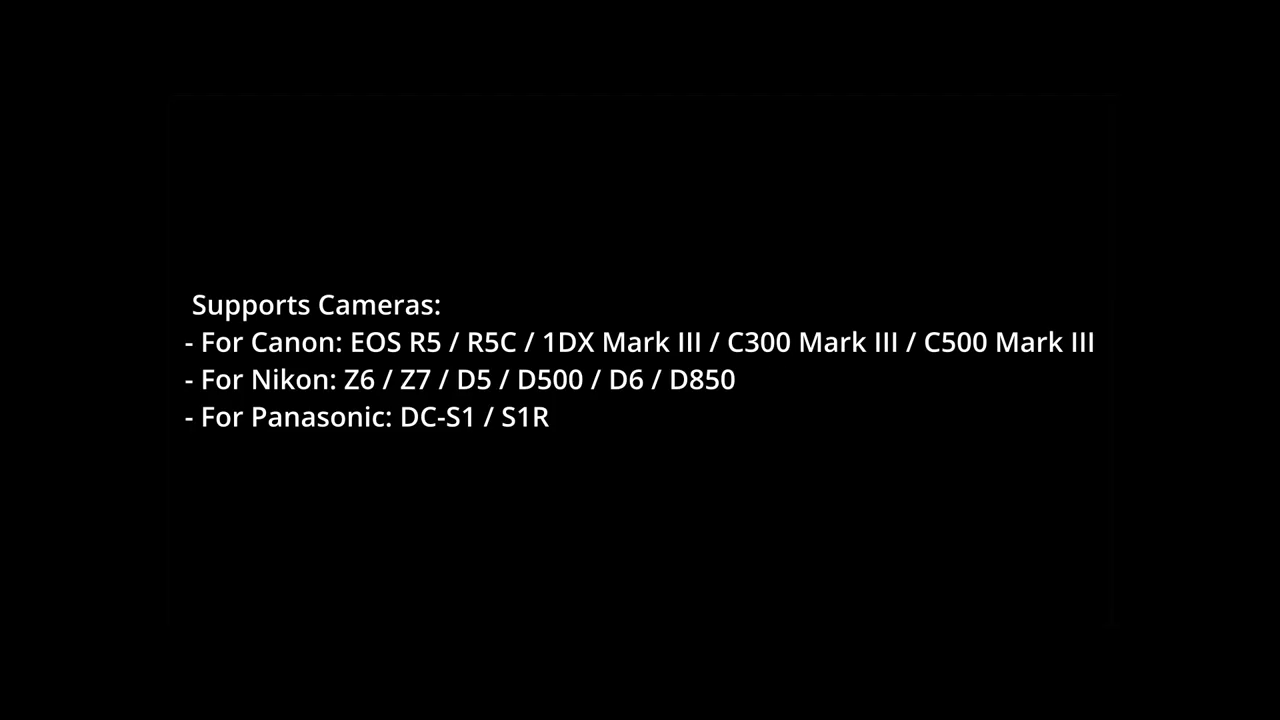 Supports Cameras:
- For Canon: EOS R5 / R5C / 1DX Mark III / C300 Mark III / C500 Mark III
- For Nikon: Z6 / Z7 / D5 / D500 / D6 / D850
- For Panasonic: DC-S1 / S1R